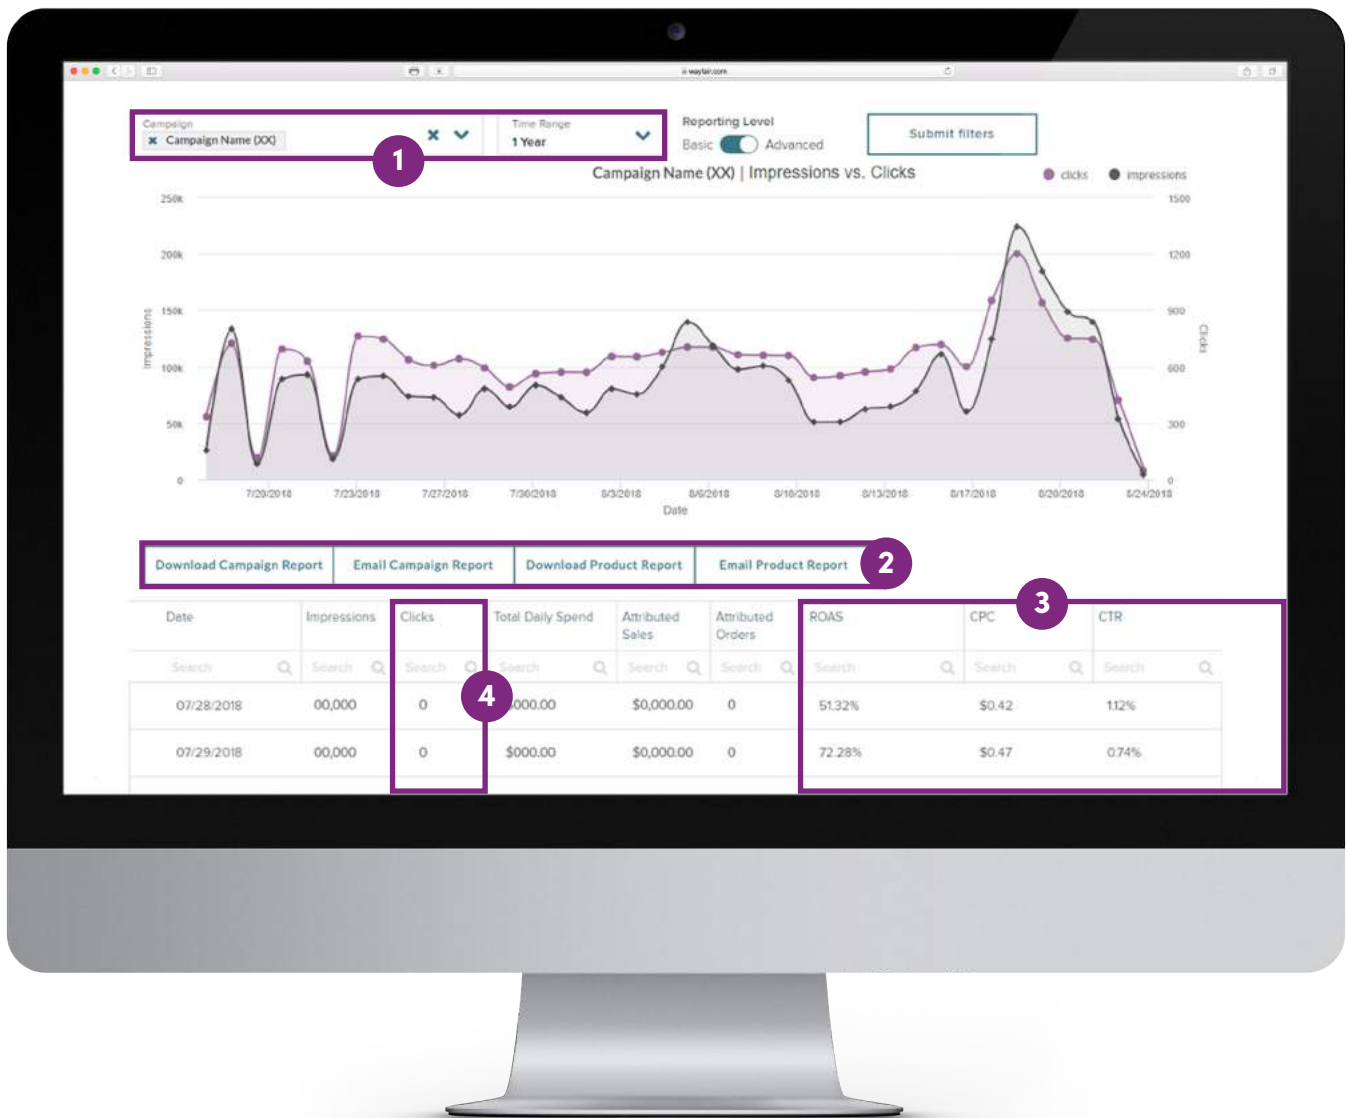 wayfair.com
Campaign
Campaign Name (XX)
Time Range
1 Year
Reporting Level
Basic Advanced
Submit filters
1
Campaign Name (XX) | Impressions vs. Clicks
clicks impressions
250k 1500
200k 1200
150k 900
100k 600
50k 300
0 0
Impressions
Clicks
7/20/2018 7/23/2018 7/27/2018 7/30/2018 8/3/2018 8/6/2018 8/10/2018 8/13/2018 8/17/2018 8/20/2018 8/24/2018
Date
Download Campaign Report Email Campaign Report Download Product Report Email Product Report
2
3
Date Impressions Clicks Total Daily Spend Attributed Sales Attributed Orders ROAS CPC CTR
Search Search Search Search Search Search Search Search Search
4
07/28/2018 00,000 0 $000.00 $0,000.00 0 51.32% $0.42 1.12%
07/29/2018 00,000 0 $000.00 $0,000.00 0 72.28% $0.47 0.74%